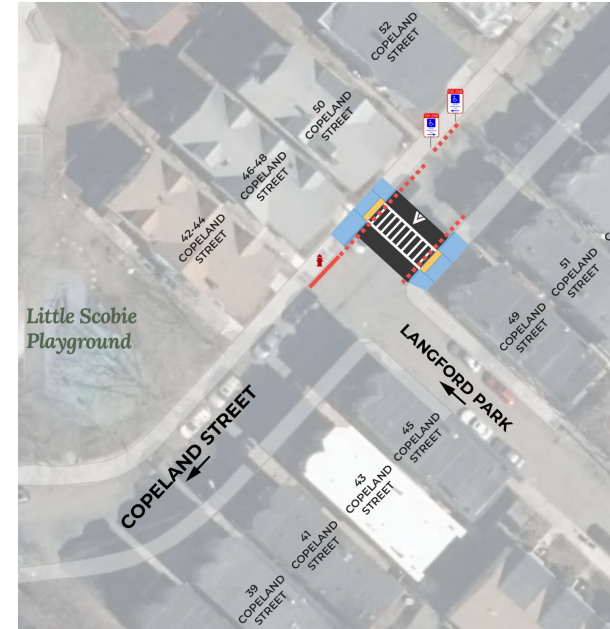 52
COPELAND
STREET
50
COPELAND
STREET
46-48
COPELAND
STREET
42-44
COPELAND
STREET
51
COPELAND
STREET
49
COPELAND
STREET
Little Scobie
Playground
LANGFORD PARK
COPELAND STREET
45
COPELAND
STREET
43
COPELAND
STREET
41
COPELAND
STREET
39
COPELAND
STREET